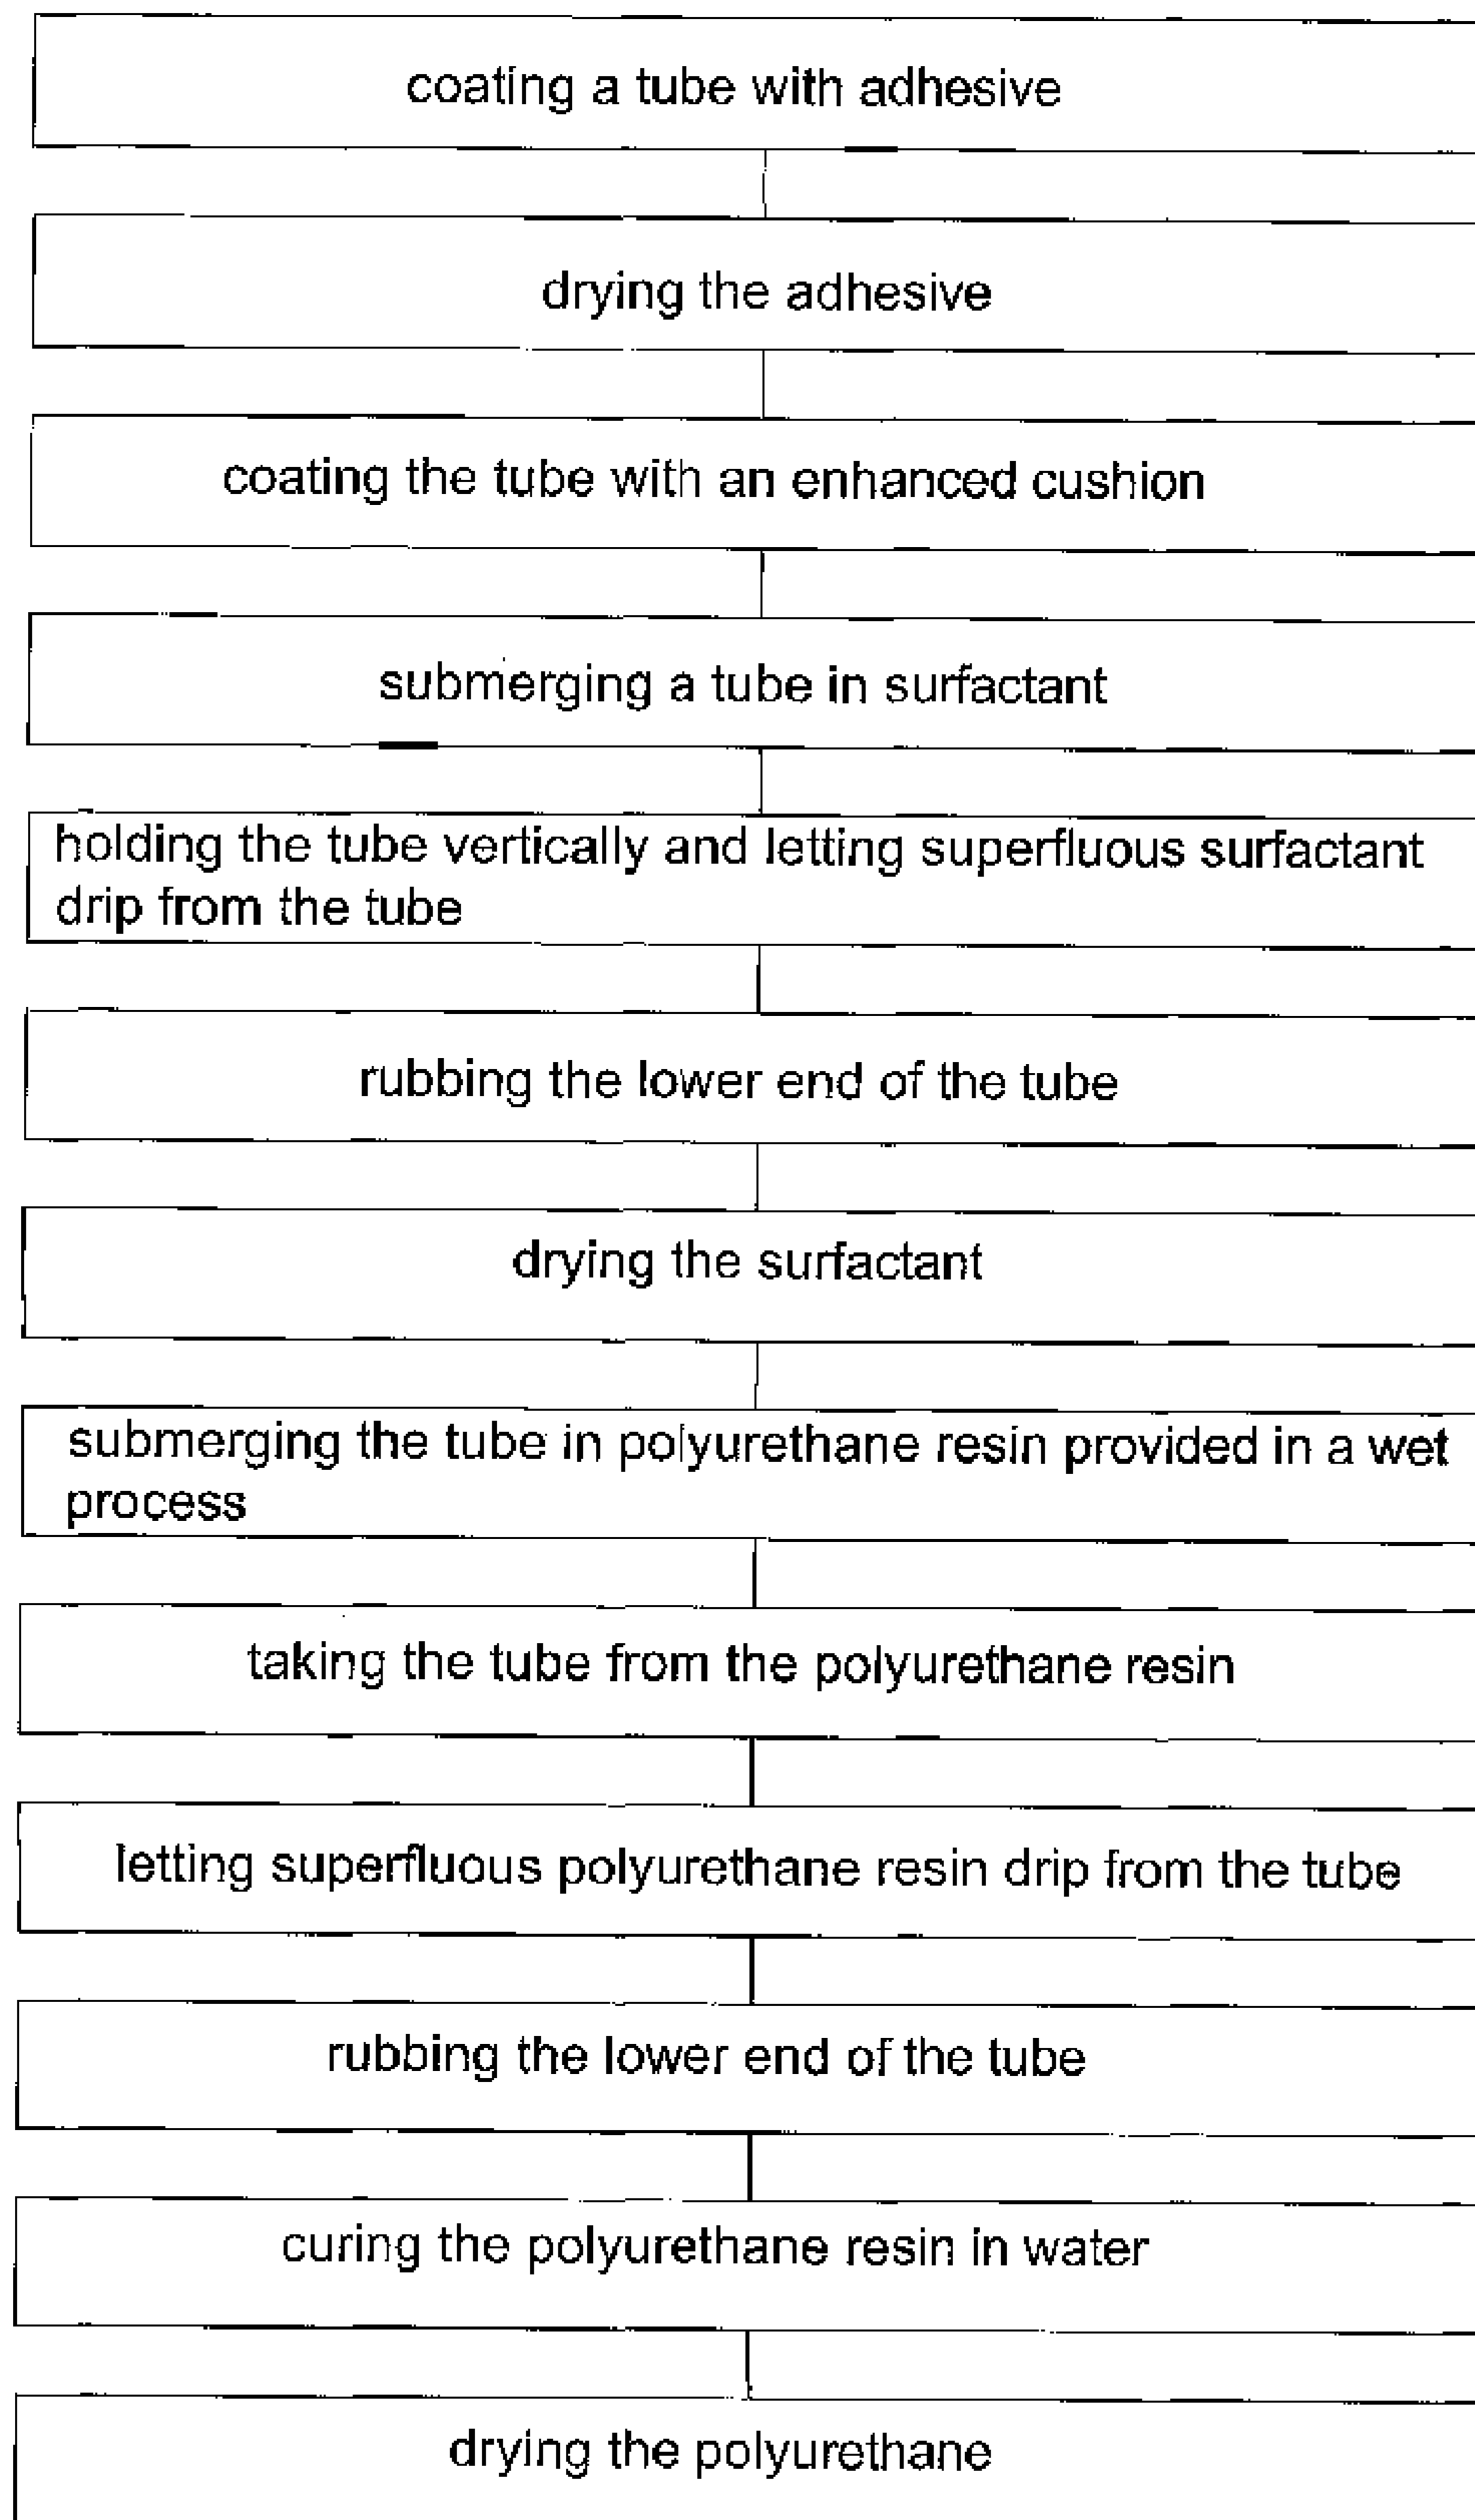 coating a tube with adhesive
drying the adhesive
coating the tube with an enhanced cushion
submerging a tube in surfactant
holding the tube vertically and letting superfluous surfactant
drip from the tube
rubbing the lower end of the tube
drying the surfactant
submerging the tube in polyurethane resin provided in a wet
process
taking the tube from the polyurethane resin
letting superfluous polyurethane resin drip from the tube
rubbing the lower end of the tube
curing the polyurethane resin in water
drying the polyurethane